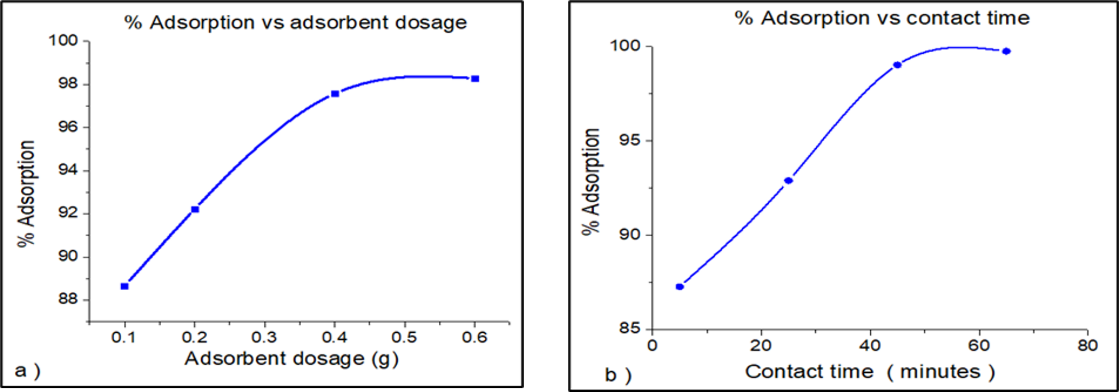 % Adsorption vs adsorbent dosage
100
98
96
94
92
90
88
% Adsorption
0.1 0.2 0.3 0.4 0.5 0.6
Adsorbent dosage (g)
a )
% Adsorption vs contact time
100
95
90
85
% Adsorption
0 20 40 60 80
Contact time ( minutes )
b )